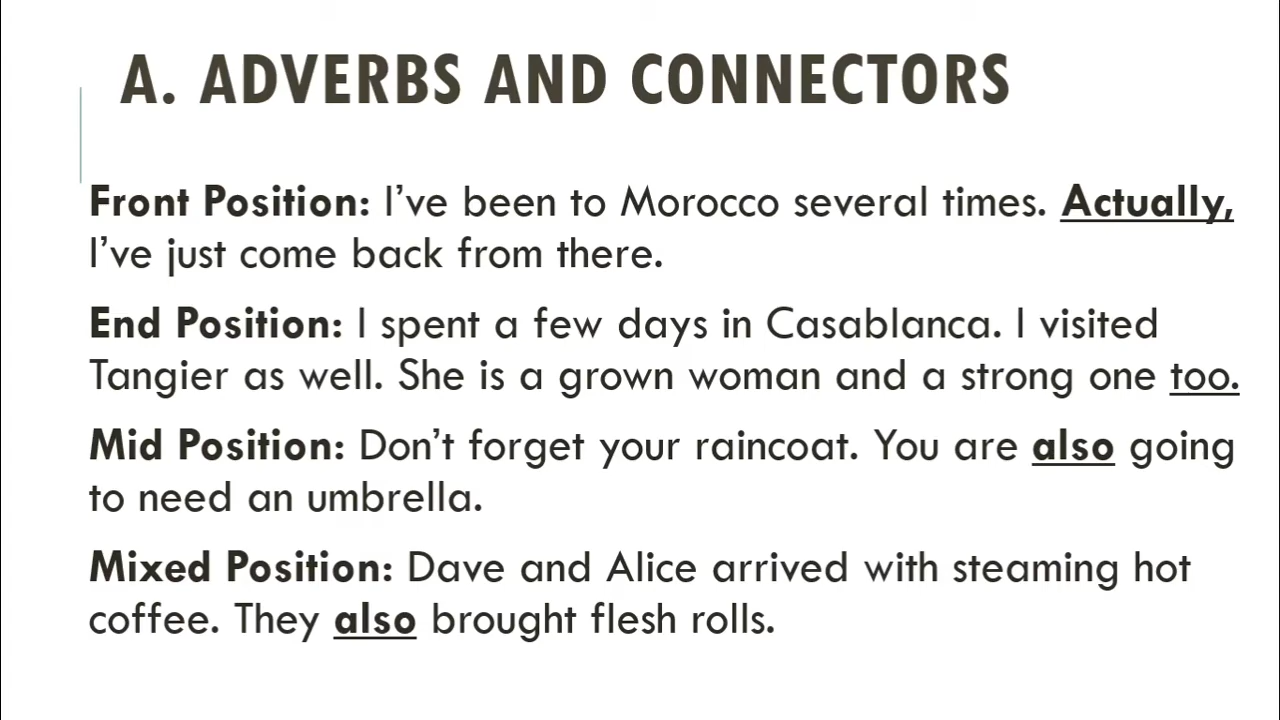 A. ADVERBS AND CONNECTORS
Front Position: I've been to Morocco several times. Actually,
I've just come back from there.
End Position: I spent a few days in Casablanca. I visited
Tangier as well. She is a grown woman and a strong one too.
Mid Position: Don't forget your raincoat. You are also going
to need an umbrella.
Mixed Position: Dave and Alice arrived with steaming hot
coffee. They also brought flesh rolls.